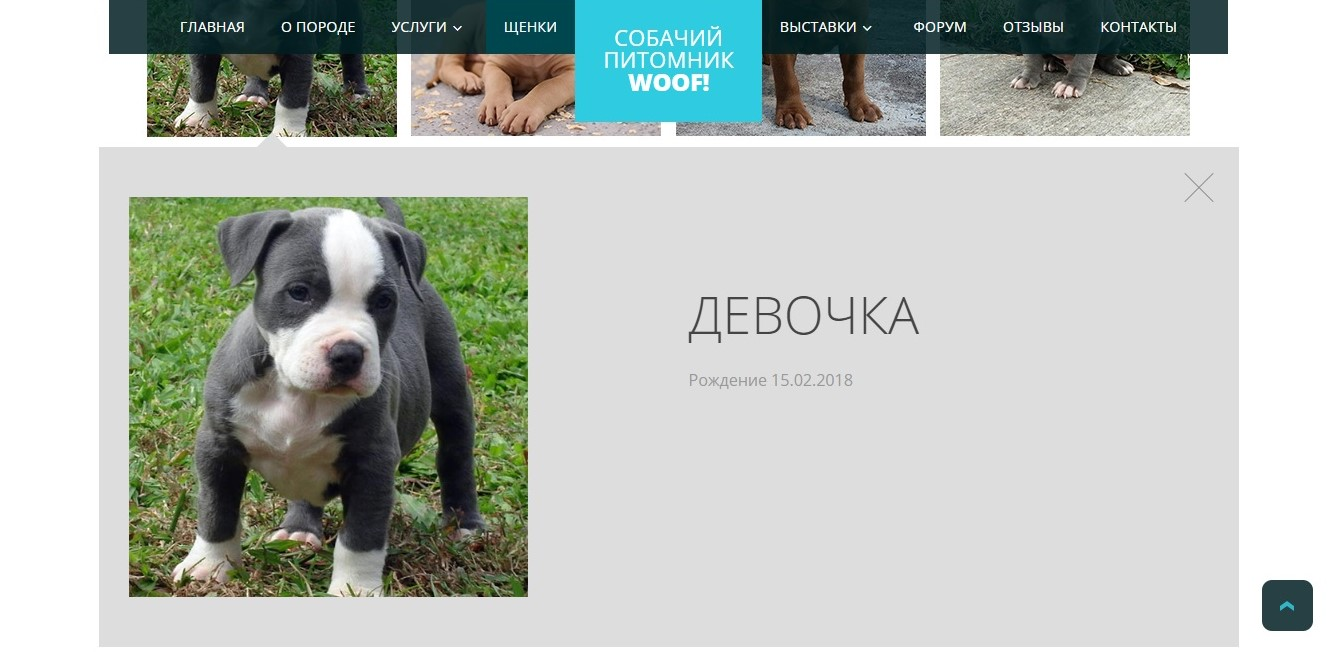 ГЛАВНАЯ О ПОРОДЕ УСЛУГИ ЩЕНКИ
СОБАЧИЙ
ПИТОМНИК
WOOF!
ВЫСТАВКИ ФОРУМ ОТЗЫВЫ КОНТАКТЫ
ДЕВОЧКА
Рождение 15.02.2018